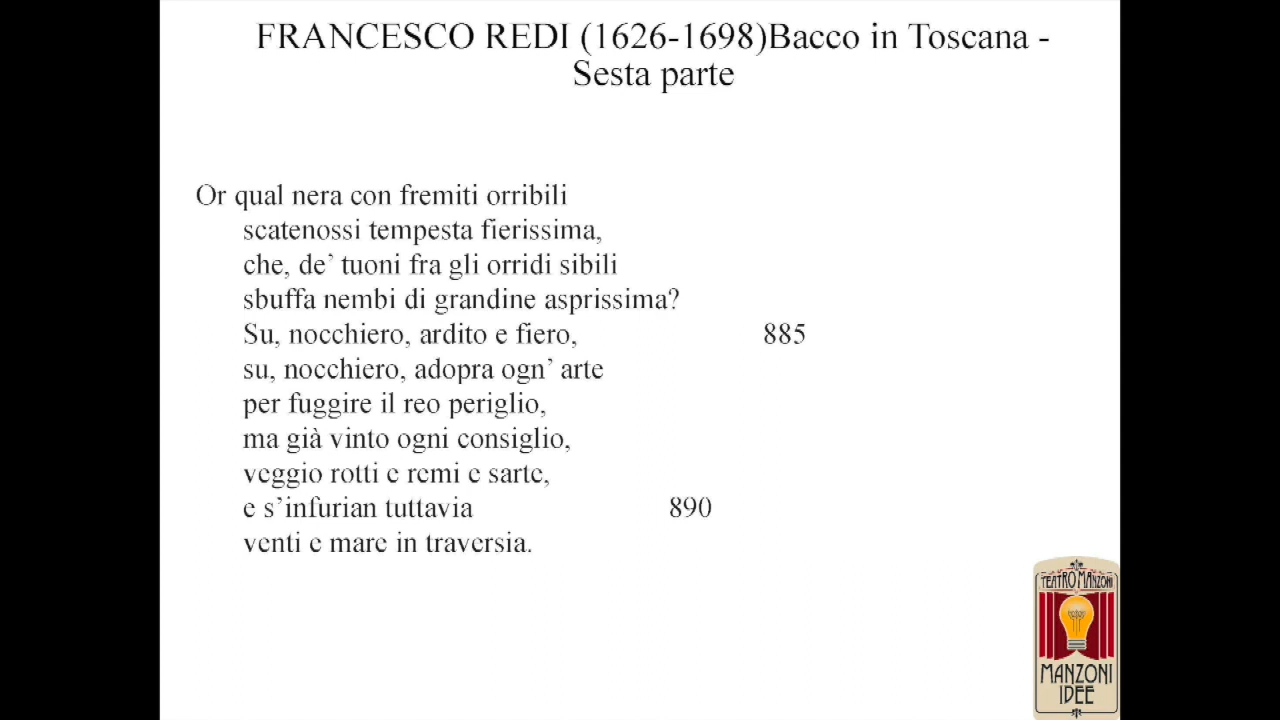 FRANCESCO REDI (1626-1698)Bacco in Toscana -
Sesta parte
Or qual nera con fremiti orribili
scatenossi tempesta fierissima,
che, de’ tuoni fra gli orridi sibili
sbuffa nembi di grandine asprissima?
Su, nocchiero, ardito e fiero, 885
su, nocchiero, adopra ogn’ arte
per fuggire il reo periglio,
ma già vinto ogni consiglio,
veggio rotti e remi e sarte,
e s’infurian tuttavia 890
venti e mare in traversia.
TEATRO MANZONI
MANZONI
IDEE